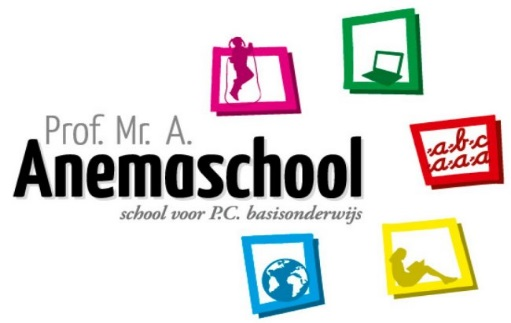 Prof. Mr. A.
Anemaschool
school voor P.C. basisonderwijs
a-b-c
a-a-a